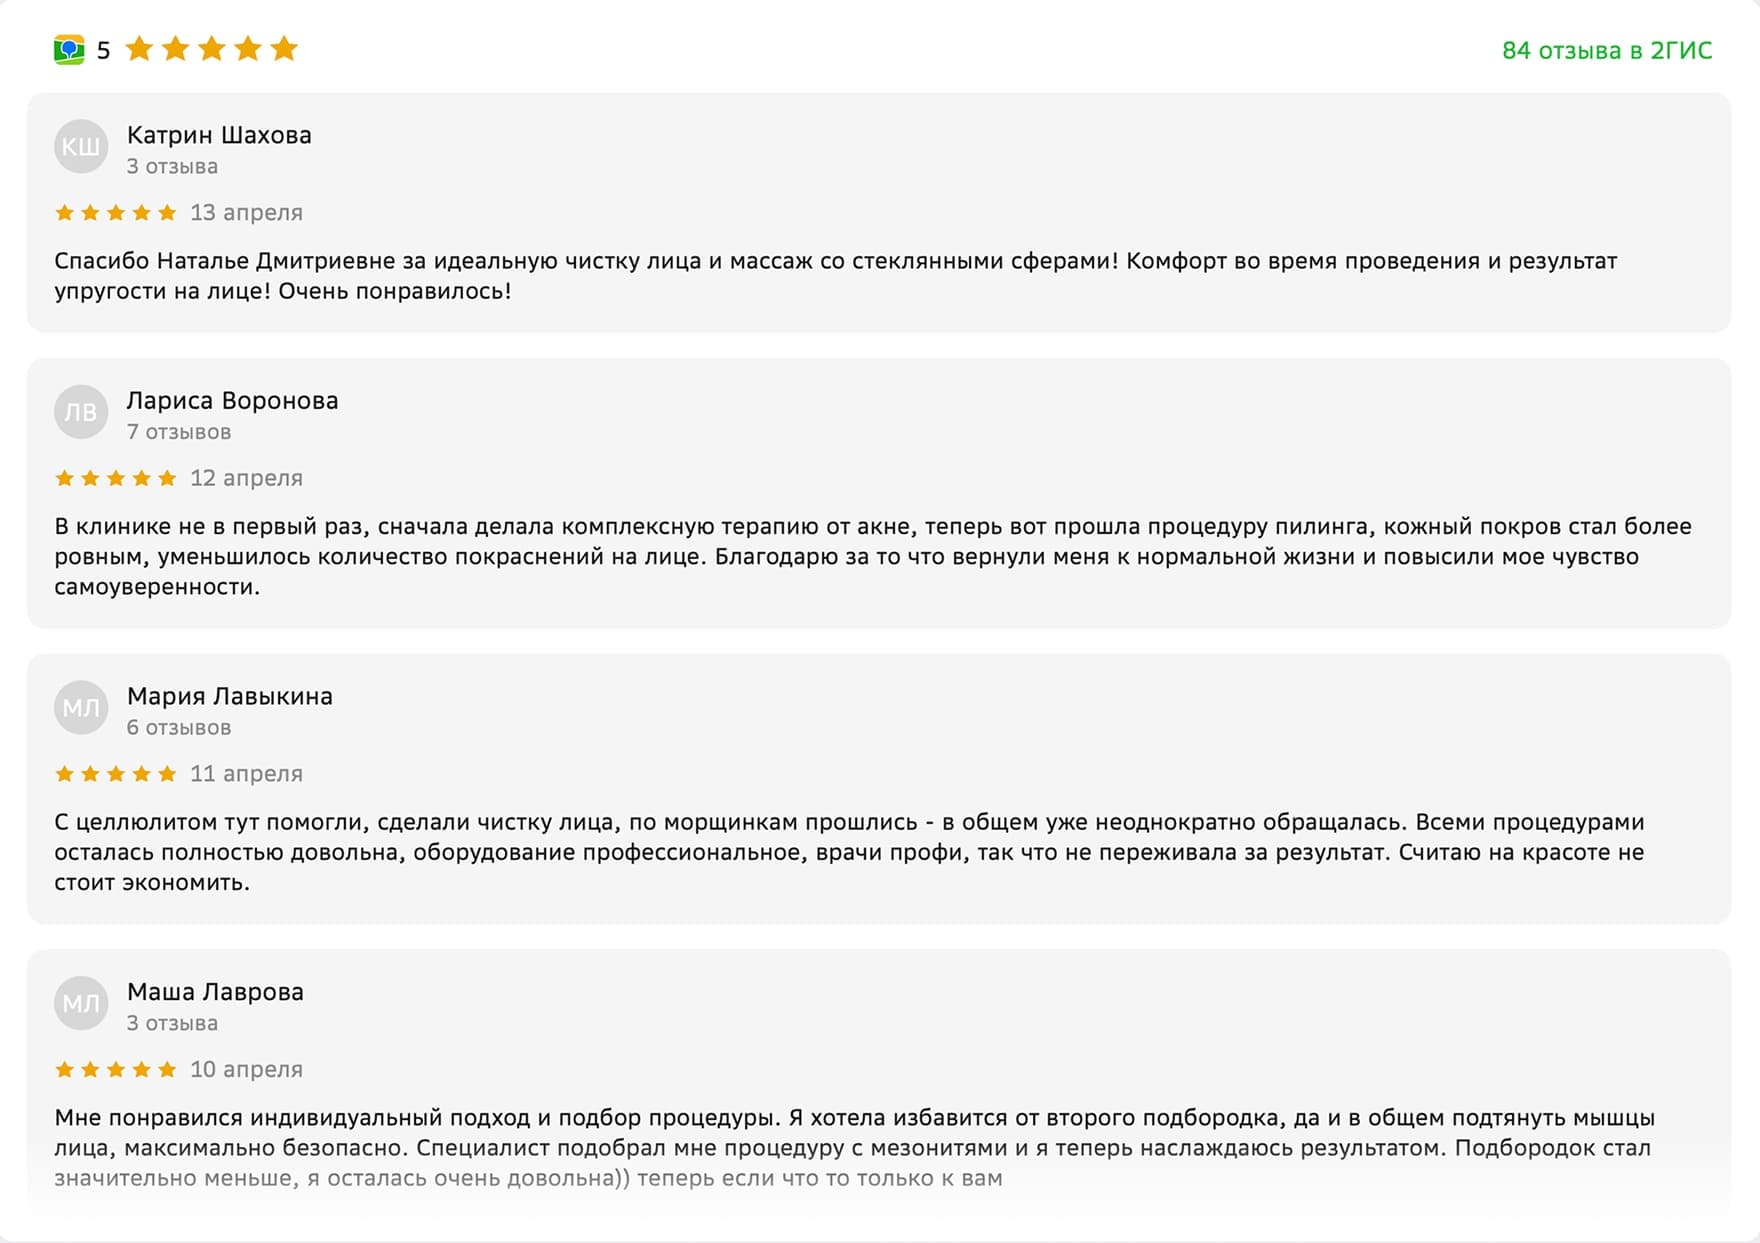 5
84 отзыва в 2ГИС
КШ
Катрин Шахова
3 отзыва
13 апреля
Спасибо Наталье Дмитриевне за идеальную чистку лица и массаж со стеклянными сферами! Комфорт во время проведения и результат
упругости на лице! Очень понравилось!
ЛВ
Лариса Воронова
7 отзывов
12 апреля
В клинике не в первый раз, сначала делала комплексную терапию от акне, теперь вот прошла процедуру пилинга, кожный покров стал более
ровным, уменьшилось количество покраснений на лице. Благодарю за то что вернули меня к нормальной жизни и повысили мое чувство
самоуверенности.
МЛ
Мария Лавыкина
6 отзывов
11 апреля
С целлюлитом тут помогли, сделали чистку лица, по морщинкам прошлись - в общем уже неоднократно обращалась. Всеми процедурами
осталась полностью довольна, оборудование профессиональное, врачи профи, так что не переживала за результат. Считаю на красоте не
стоит экономить.
МЛ
Маша Лаврова
3 отзыва
10 апреля
Мне понравился индивидуальный подход и подбор процедуры. Я хотела избавится от второго подбородка, да и в общем подтянуть мышцы
лица, максимально безопасно. Специалист подобрал мне процедуру с мезонитями и я теперь наслаждаюсь результатом. Подбородок стал
значительно меньше, я осталась очень довольна)) теперь если что то только к вам